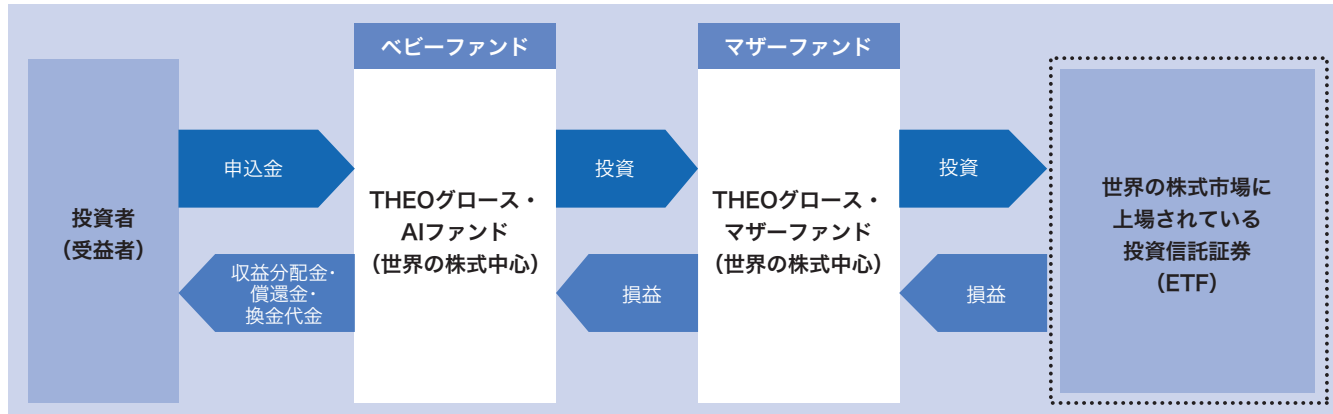 ベビーファンド
マザーファンド
投資者
（受益者）
申込金
収益分配金･
償還金･
換金代金
THEOグロース・
AIファンド
（世界の株式中心）
投資
損益
THEOグロース・
マザーファンド
（世界の株式中心）
投資
損益
世界の株式市場に
上場されている
投資信託証券
（ETF）